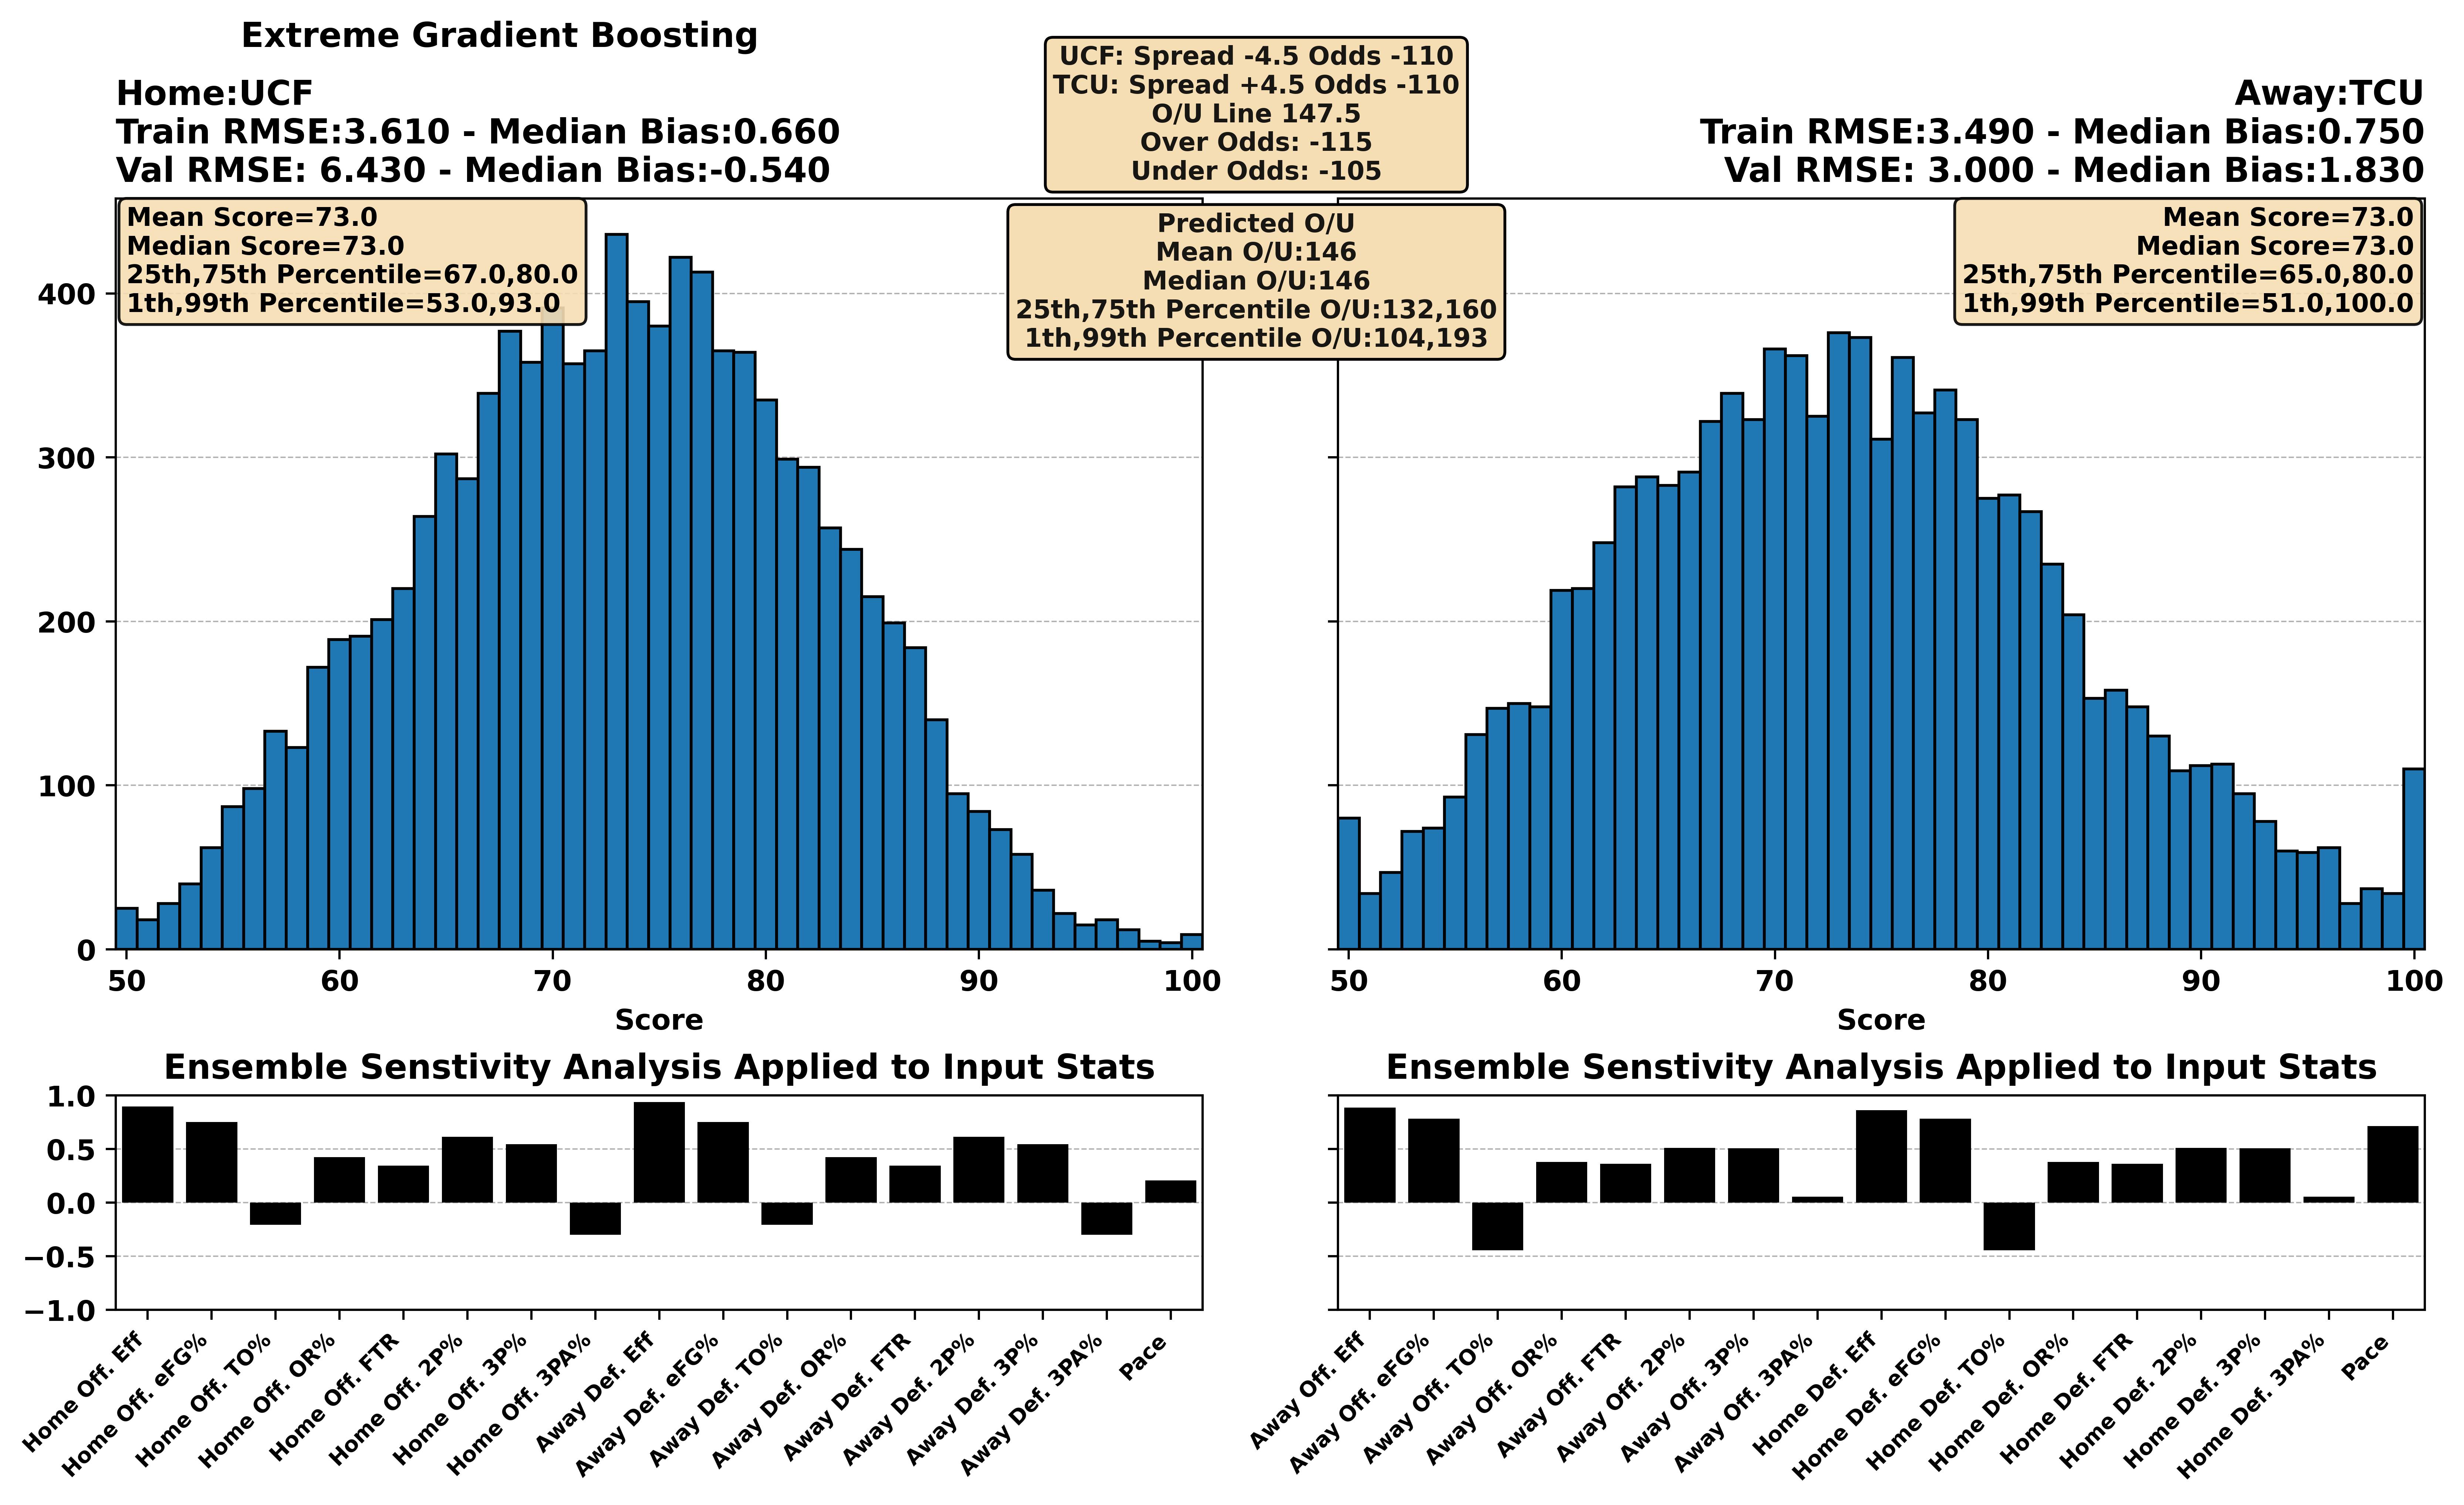 Extreme Gradient Boosting
Home:UCF
Train RMSE:3.610 - Median Bias:0.660
Val RMSE: 6.430 - Median Bias:-0.540
UCF: Spread -4.5 Odds -110
TCU: Spread +4.5 Odds -110
O/U Line 147.5
Over Odds: -115
Under Odds: -105
Away:TCU
Train RMSE:3.490 - Median Bias:0.750
Val RMSE: 3.000 - Median Bias:1.830
Mean Score=73.0
Median Score=73.0
25th,75th Percentile=67.0,80.0
1th,99th Percentile=53.0,93.0
Predicted O/U
Mean O/U:146
Median O/U:146
25th,75th Percentile O/U:132,160
1th,99th Percentile O/U:104,193
Mean Score=73.0
Median Score=73.0
25th,75th Percentile=65.0,80.0
1th,99th Percentile=51.0,100.0
400
300
200
100
0
50 60 70 80 90 100
Score
50 60 70 80 90 100
Score
Ensemble Senstivity Analysis Applied to Input Stats
1.0
0.5
0.0
−0.5
−1.0
Home Off. Eff
Home Off. eFG%
Home Off. TO%
Home Off. OR%
Home Off. FTR
Home Off. 2P%
Home Off. 3P%
Home Off. 3PA%
Away Def. Eff
Away Def. eFG%
Away Def. TO%
Away Def. OR%
Away Def. FTR
Away Def. 2P%
Away Def. 3P%
Away Def. 3PA%
Pace
Ensemble Senstivity Analysis Applied to Input Stats
Away Off. Eff
Away Off. eFG%
Away Off. TO%
Away Off. OR%
Away Off. FTR
Away Off. 2P%
Away Off. 3P%
Away Off. 3PA%
Home Def. Eff
Home Def. eFG%
Home Def. TO%
Home Def. OR%
Home Def. FTR
Home Def. 2P%
Home Def. 3P%
Home Def. 3PA%
Pace